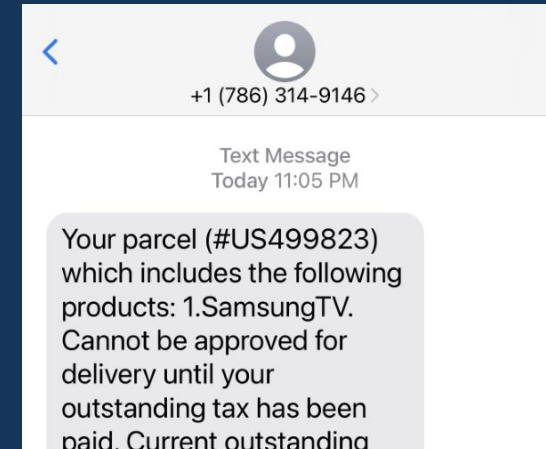 +1 (786) 314-9146
Text Message
Today 11:05 PM
Your parcel (#US499823)
which includes the following
products: 1.SamsungTV.
Cannot be approved for
delivery until your
outstanding tax has been
paid. Current outstanding